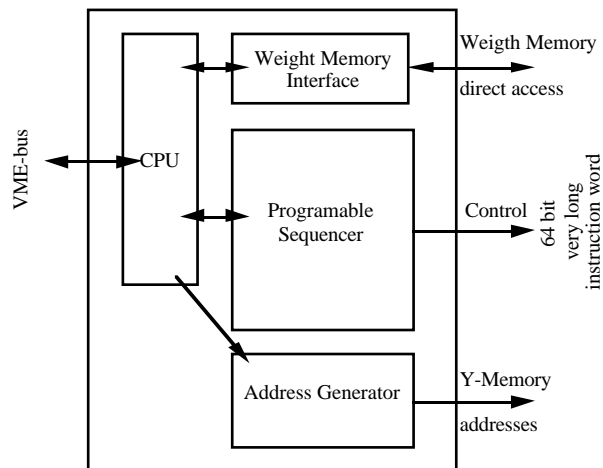 Weight Memory
Interface
Weigth Memory
direct access
VME-bus
CPU
Programable
Sequencer
Control
64 bit
very long
instruction word
Address Generator
Y-Memory
addresses